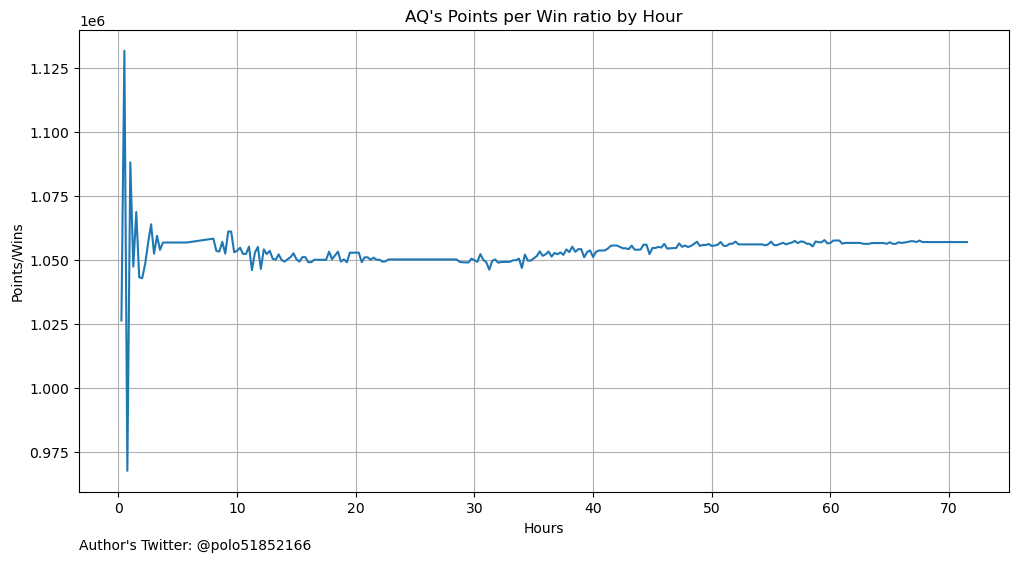 AQ's Points per Win ratio by Hour
1e6
1.125
1.100
1.075
1.050
1.025
1.000
0.975
Points/Wins
0 10 20 30 40 50 60 70
Hours
Author's Twitter: @polo51852166